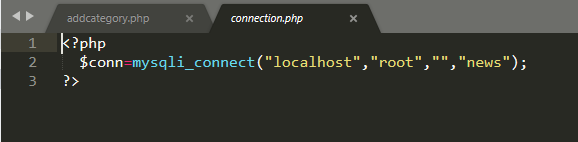 addcategory.php × connection.php ×
1 <?php
2 $conn=mysqli_connect("localhost","root","","news");
3 ?>